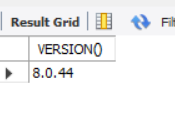 Result Grid
VERSION()
8.0.44